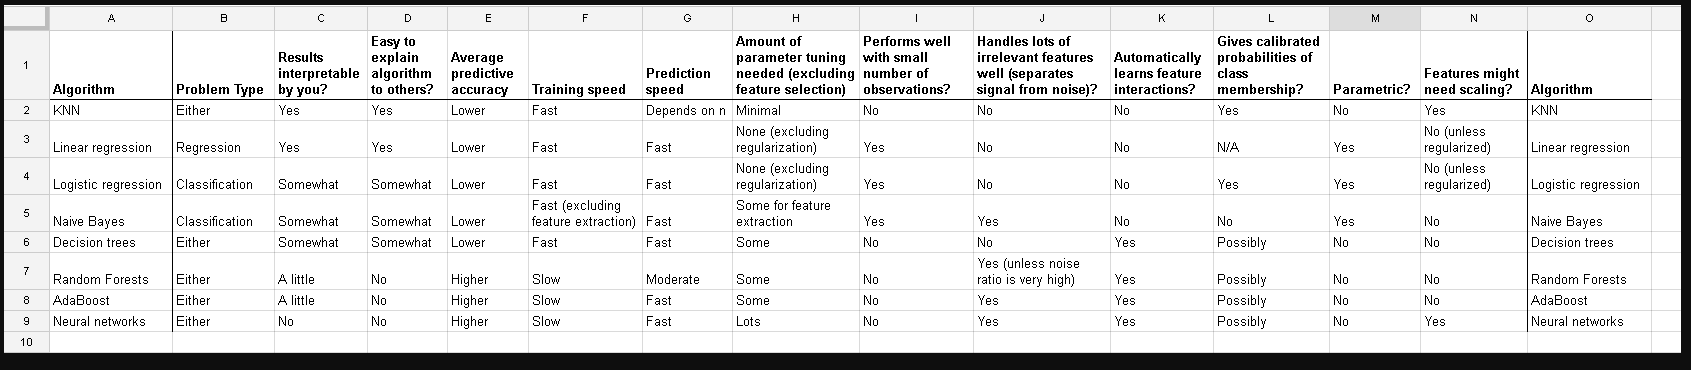 A B C D E F G H I J K L M N O
1 Algorithm Problem Type Results interpretable by you? Easy to explain algorithm to others? Average predictive accuracy Training speed Prediction speed Amount of parameter tuning needed (excluding feature selection) Performs well with small number of observations? Handles lots of irrelevant features well (separates signal from noise)? Automatically learns feature interactions? Gives calibrated probabilities of class membership? Parametric? Features might need scaling? Algorithm
2 KNN Either Yes Yes Lower Fast Depends on n Minimal No No No Yes No Yes KNN
3 Linear regression Regression Yes Yes Lower Fast Fast None (excluding regularization) Yes No No N/A Yes No (unless regularized) Linear regression
4 Logistic regression Classification Somewhat Somewhat Lower Fast Fast None (excluding regularization) Yes No No Yes Yes No (unless regularized) Logistic regression
5 Naive Bayes Classification Somewhat Somewhat Lower Fast (excluding feature extraction) Fast Some for feature extraction Yes Yes No No Yes No Naive Bayes
6 Decision trees Either Somewhat Somewhat Lower Fast Fast Some No No Yes Possibly No No Decision trees
7 Random Forests Either A little No Higher Slow Moderate Some No Yes (unless noise ratio is very high) Yes Possibly No No Random Forests
8 AdaBoost Either A little No Higher Slow Fast Some No Yes Yes Possibly No No AdaBoost
9 Neural networks Either No No Higher Slow Fast Lots No Yes Yes Possibly No Yes Neural networks
10